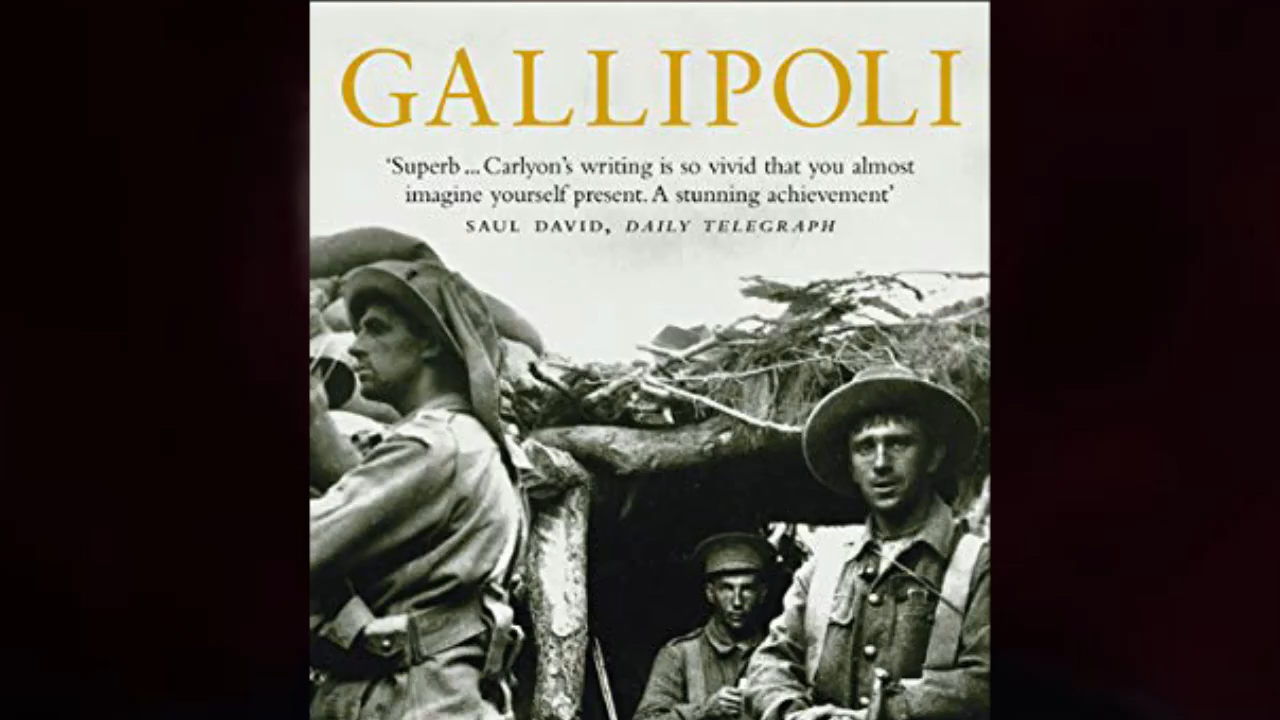 GALLIPOLI
‘Superb ... Carlyon’s writing is so vivid that you almost
imagine yourself present. A stunning achievement’
SAUL DAVID, DAILY TELEGRAPH